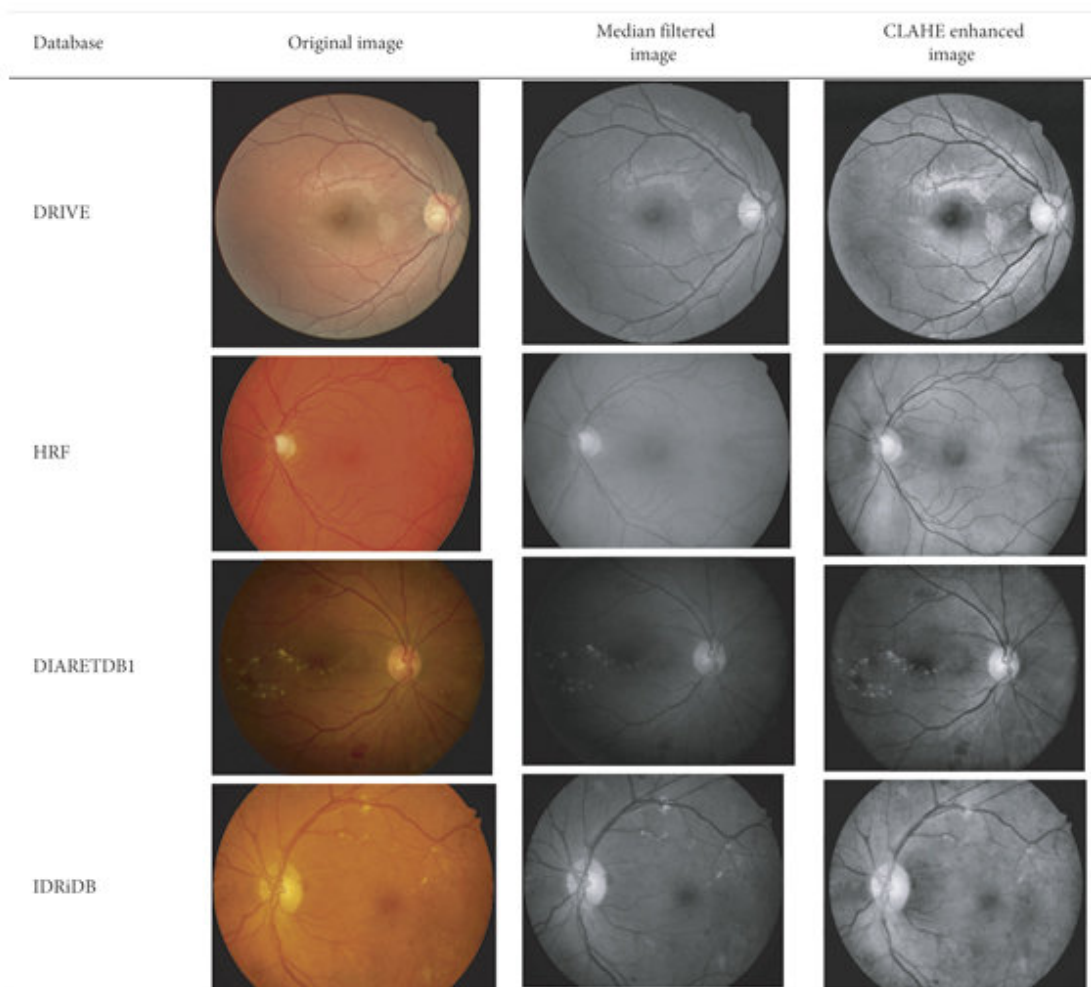 Database
Original image
Median filtered
image
CLAHE enhanced
image
DRIVE
HRF
DIARETDB1
IDRiDB